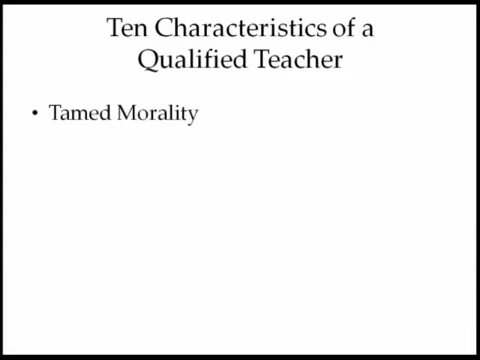 Ten Characteristics of a
Qualified Teacher
• Tamed Morality